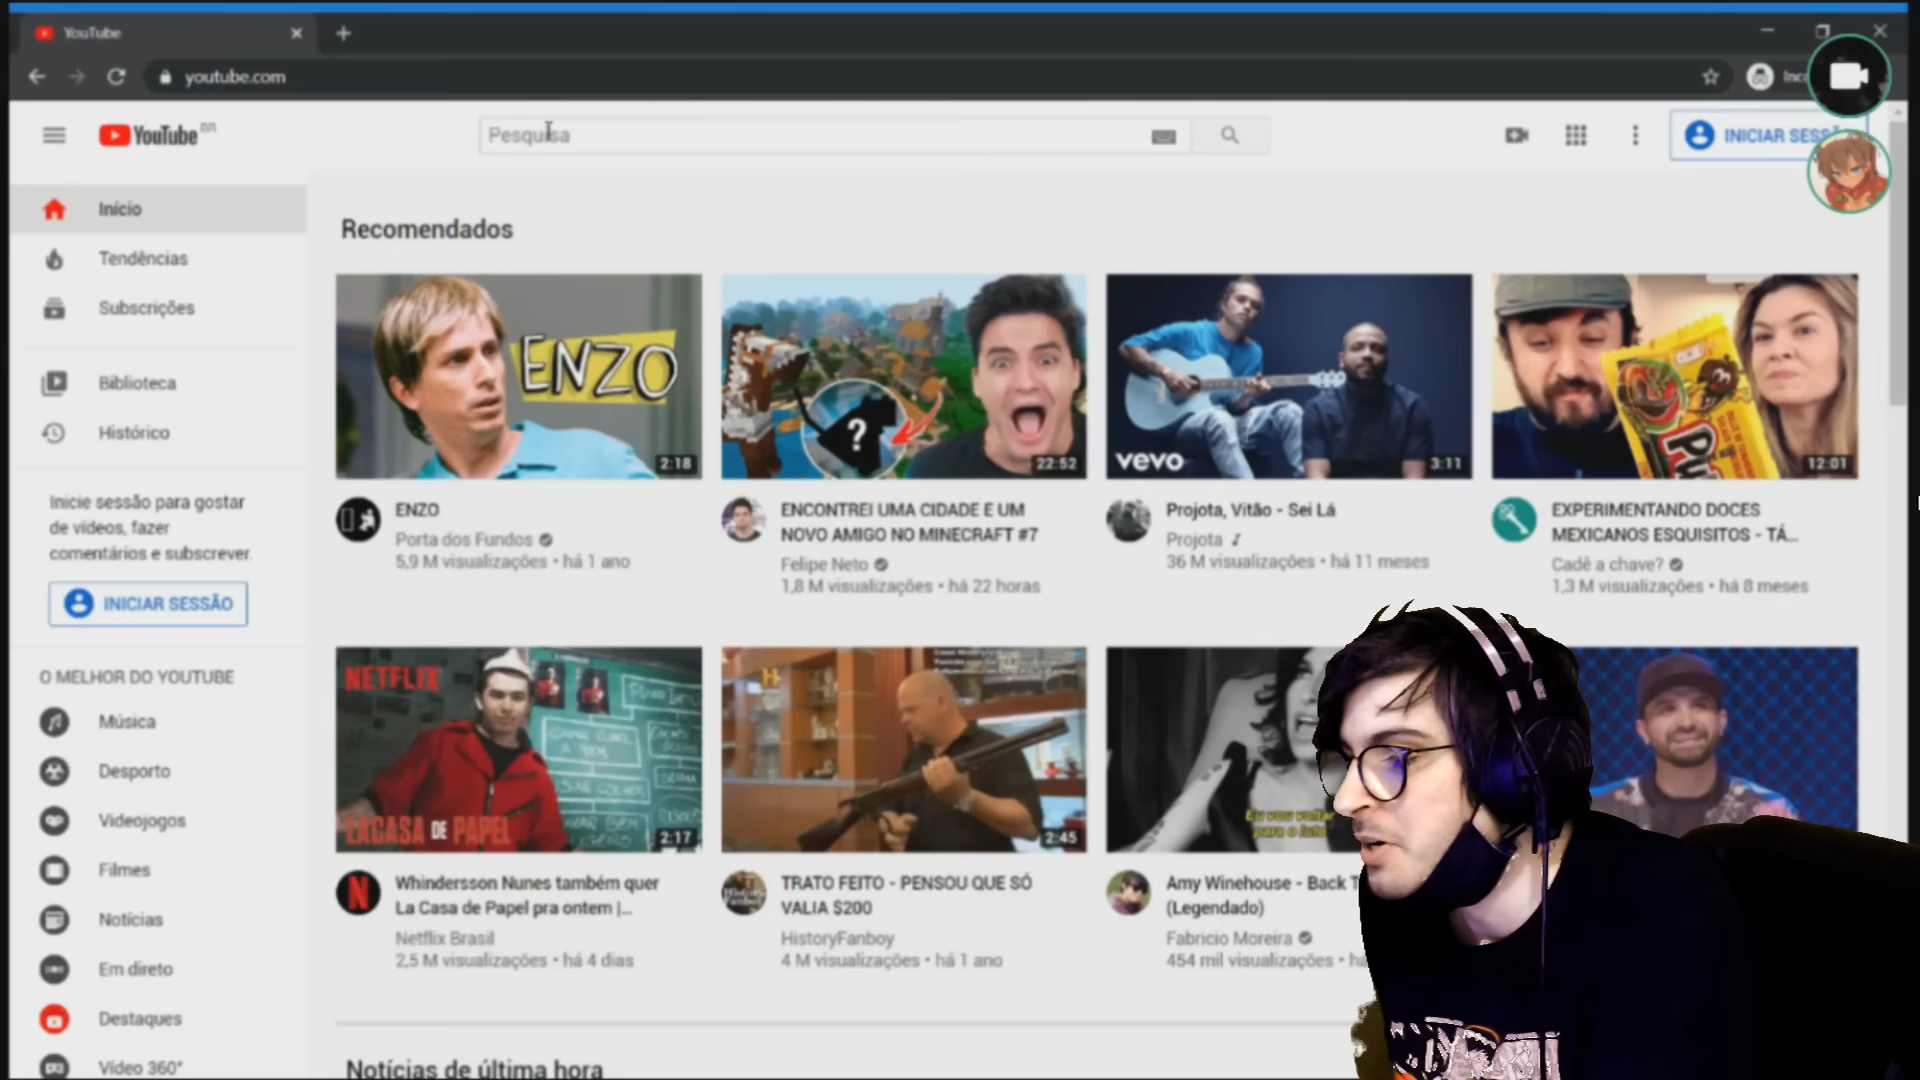 YouTube
youtube.com
YouTube BR
Pesquisa
INICIAR
Início
Tendências
Subscrições
Biblioteca
Histórico
Inicie sessão para gostar
de vídeos, fazer
comentários e subscrever.
INICIAR SESSÃO
O MELHOR DO YOUTUBE
Música
Desporto
Videojogos
Filmes
Notícias
Em direto
Destaques
Vídeo 360°
Recomendados
ENZO
2:18
ENZO
Porta dos Fundos
5,9 M visualizações • há 1 ano
?
22:52
ENCONTREI UMA CIDADE E UM
NOVO AMIGO NO MINECRAFT #7
Felipe Neto
1,8 M visualizações • há 22 horas
vevo
3:11
Projota, Vitão - Sei Lá
Projota
36 M visualizações • há 11 meses
12:01
EXPERIMENTANDO DOCES
MEXICANOS ESQUISITOS - TÁ...
Cadê a chave?
1,3 M visualizações • há 8 meses
NETFLIX
LA CASA DE PAPEL
2:17
Whindersson Nunes também quer
La Casa de Papel pra ontem |...
Netflix Brasil
2,5 M visualizações • há 4 dias
H
2:45
TRATO FEITO - PENSOU QUE SÓ
VALIA $200
HistoryFanboy
4 M visualizações • há 1 ano
Eu vou voltar
para o luto
Amy Winehouse - Back
(Legendado)
Fabricio Moreira
454 mil visualizações •
Notícias de última hora